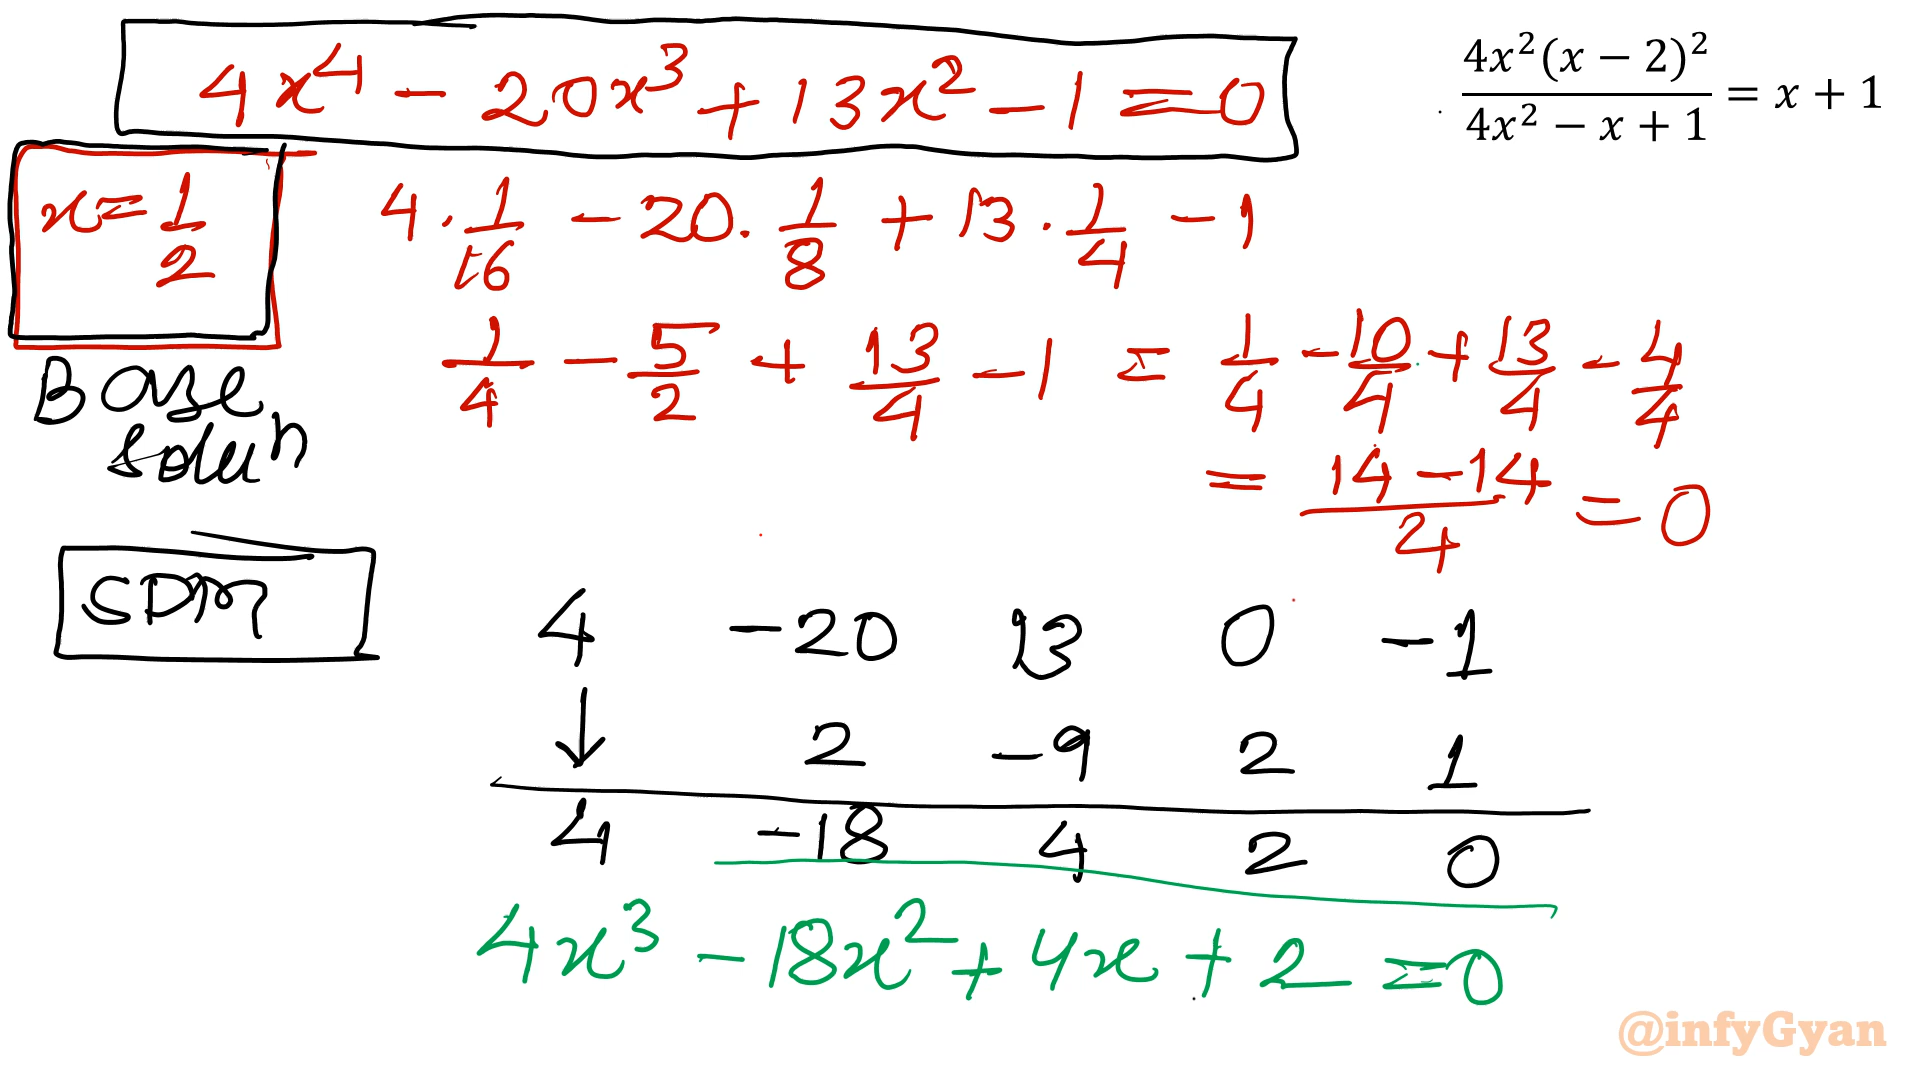 4x⁴ − 20x³ + 13x² − 1 = 0
4x²(x − 2)² / 4x² − x + 1 = x + 1
x = 1/2
4 · 1/16 − 20 · 1/8 + 13 · 1/4 − 1
1/4 − 5/2 + 13/4 − 1 = 1/4 − 10/4 + 13/4 − 4/4
Base
soluⁿ
= 14 − 14 / 4 = 0
SDM
4 −20 13 0 −1
↓ 2 −9 2 1
4 −18 4 2 0
4x³ − 18x² + 4x + 2 = 0
@infyGyan